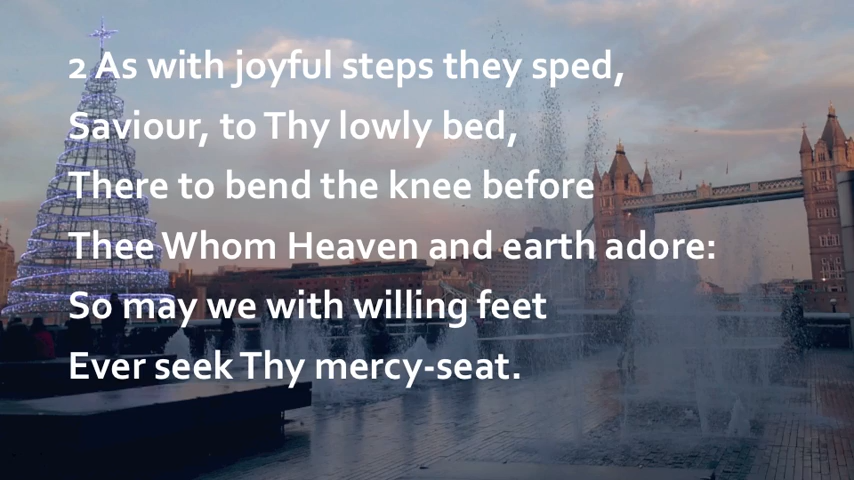 2 As with joyful steps they sped,
Saviour, to Thy lowly bed,
There to bend the knee before
Thee Whom Heaven and earth adore:
So may we with willing feet
Ever seek Thy mercy-seat.